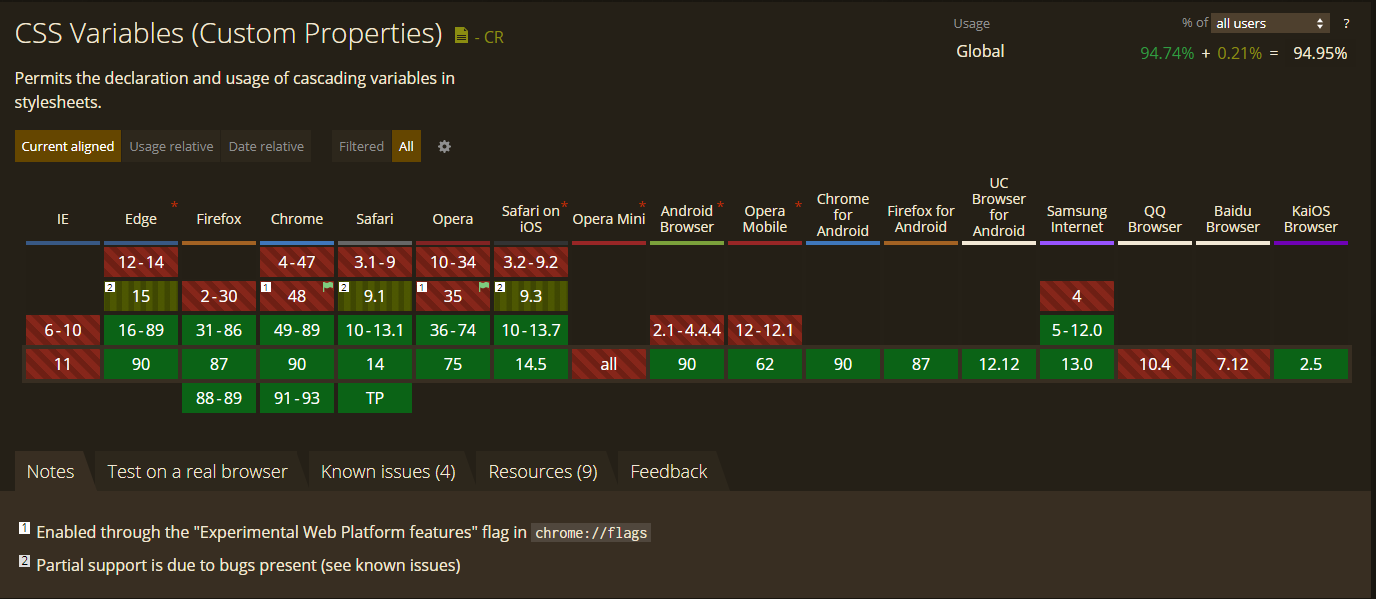 CSS Variables (Custom Properties) - CR
Usage % of all users ?
Global 94.74% + 0.21% = 94.95%
Permits the declaration and usage of cascading variables in
stylesheets.
Current aligned Usage relative Date relative Filtered All
IE Edge * Firefox Chrome Safari Opera Safari on iOS * Opera Mini * Android Browser * Opera Mobile * Chrome for Android Firefox for Android UC Browser for Android Samsung Internet QQ Browser Baidu Browser KaiOS Browser
12-14 4-47 3.1-9 10-34 3.2-9.2
2 15 2-30 1 48 2 9.1 1 35 2 9.3 4
6-10 16-89 31-86 49-89 10-13.1 36-74 10-13.7 2.1-4.4.4 12-12.1 5-12.0
11 90 87 90 14 75 14.5 all 90 62 90 87 12.12 13.0 10.4 7.12 2.5
88-89 91-93 TP
Notes Test on a real browser Known issues (4) Resources (9) Feedback
1 Enabled through the "Experimental Web Platform features" flag in chrome://flags
2 Partial support is due to bugs present (see known issues)